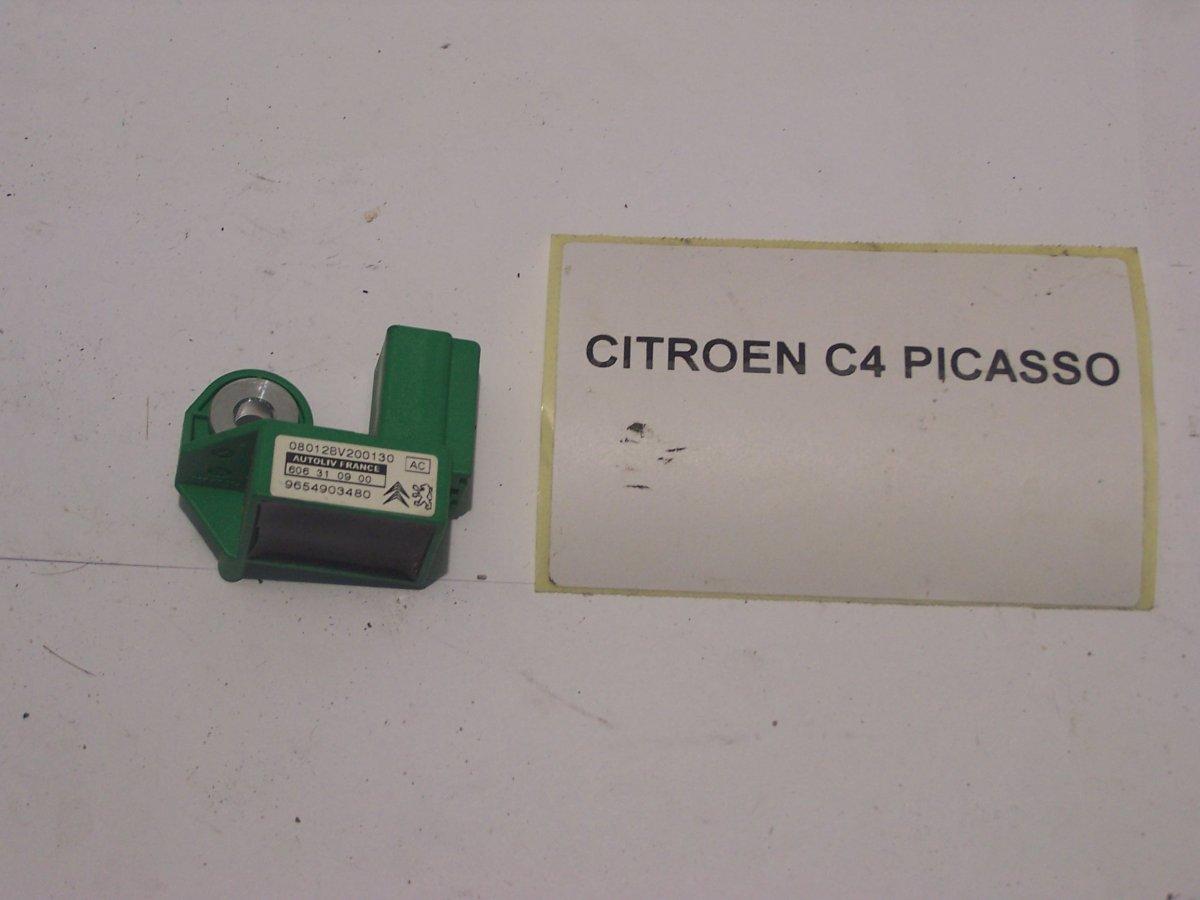 080128V200130
AUTOLIV FRANCE
AC
606 31 09 00
9654903480
CITROEN C4 PICASSO